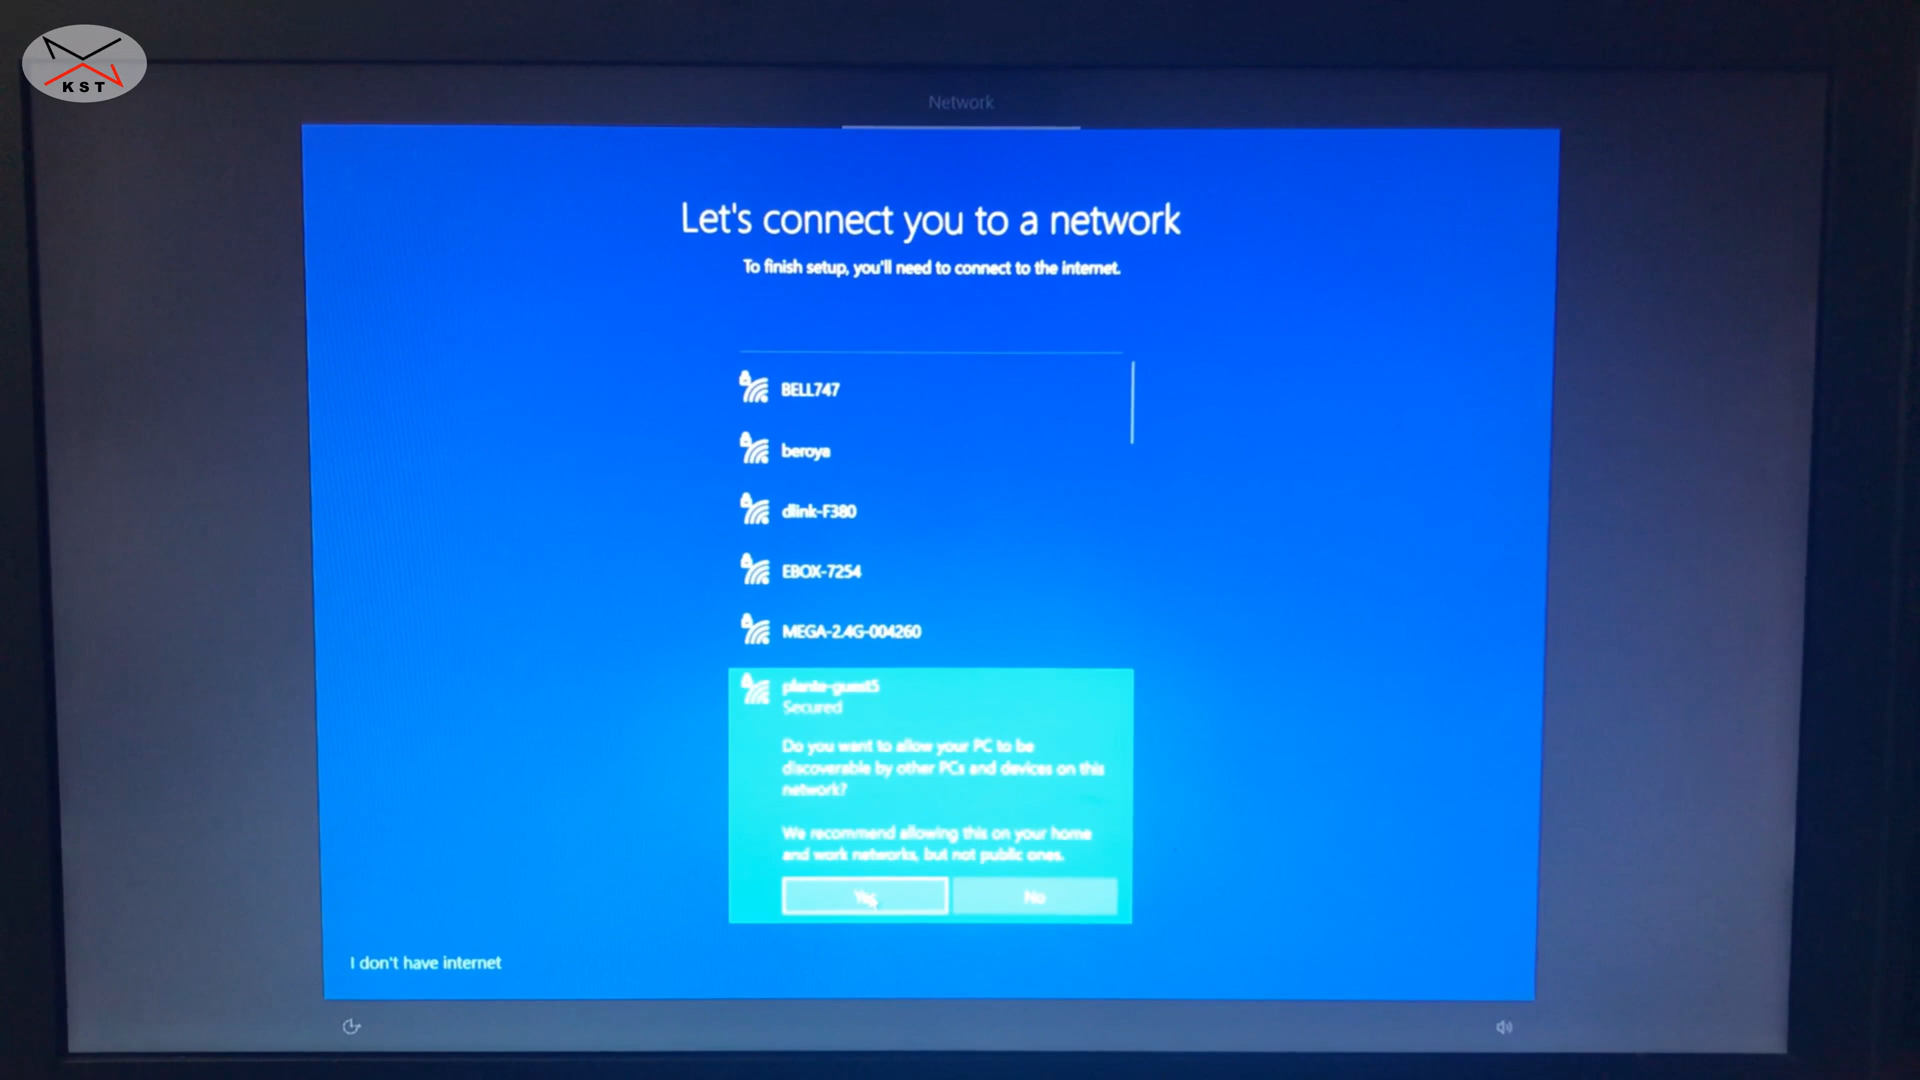 KST
Network
Let's connect you to a network
To finish setup, you'll need to connect to the internet.
BELL747
beroya
dlink-F380
EBOX-7254
MEGA-2.4G-004260
plante-guest5
Secured
Do you want to allow your PC to be
discoverable by other PCs and devices on this
network?
We recommend allowing this on your home
and work networks, but not public ones.
Yes
No
I don't have internet